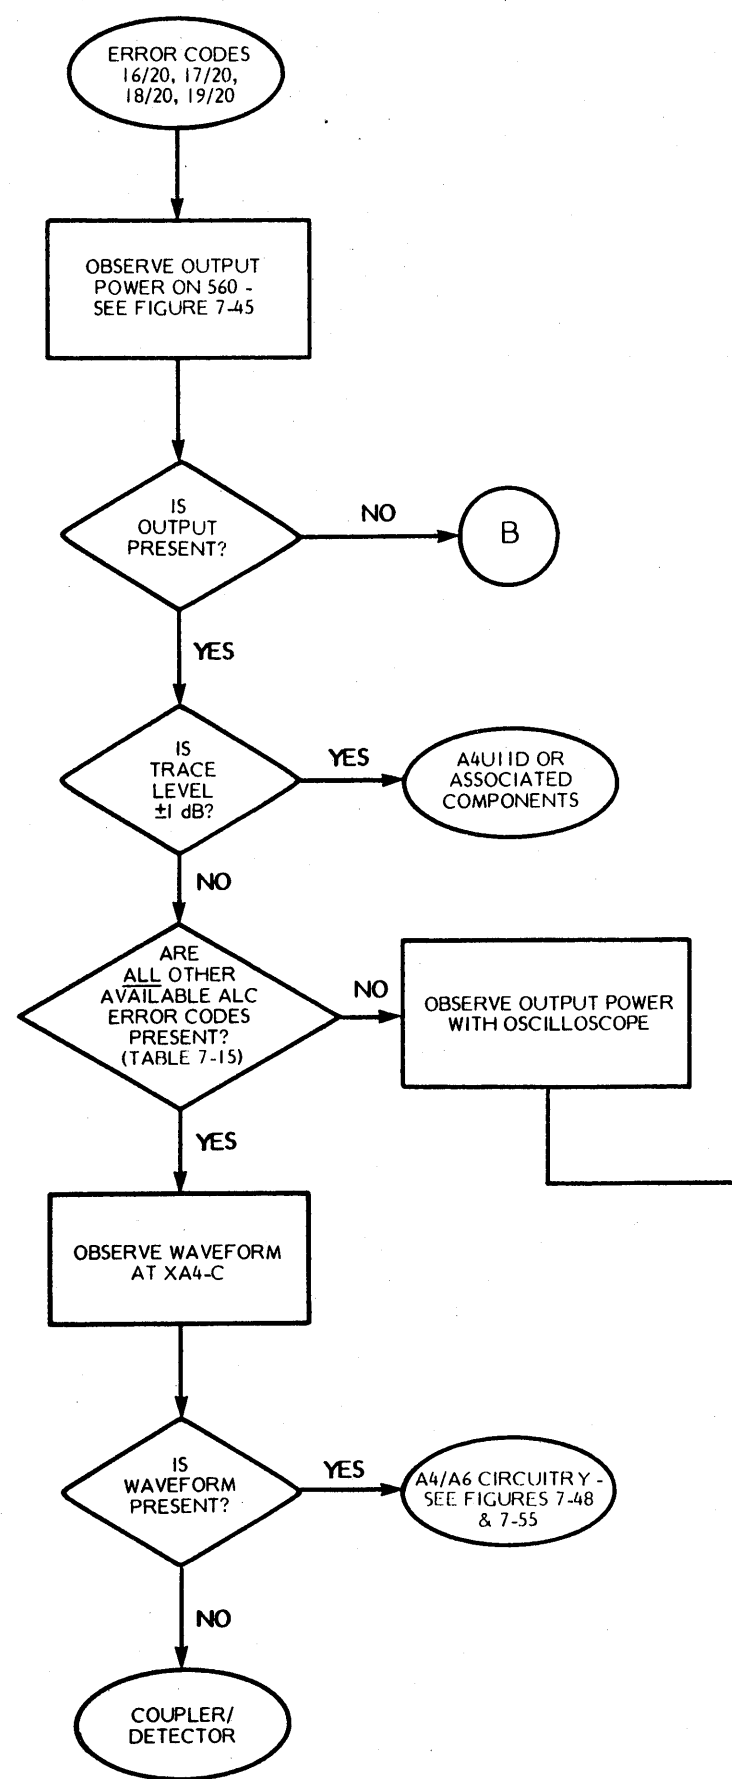 ERROR CODES
16/20, 17/20,
18/20, 19/20
OBSERVE OUTPUT
POWER ON 560 -
SEE FIGURE 7-45
IS
OUTPUT
PRESENT?
NO
B
YES
IS
TRACE
LEVEL
±1 dB?
YES
A4U11D OR
ASSOCIATED
COMPONENTS
NO
ARE
ALL OTHER
AVAILABLE ALC
ERROR CODES
PRESENT?
(TABLE 7-15)
NO
OBSERVE OUTPUT POWER
WITH OSCILLOSCOPE
YES
OBSERVE WAVEFORM
AT XA4-C
IS
WAVEFORM
PRESENT?
YES
A4/A6 CIRCUITRY -
SEE FIGURES 7-48
& 7-55
NO
COUPLER/
DETECTOR